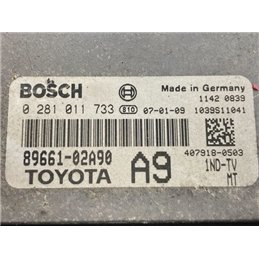 BOSCH Made in Germany
1142 0839
0 281 011 733 810 07-01-09 1039S11041
89661-02A90 A9 407918-0503
TOYOTA 1ND-TV
MT